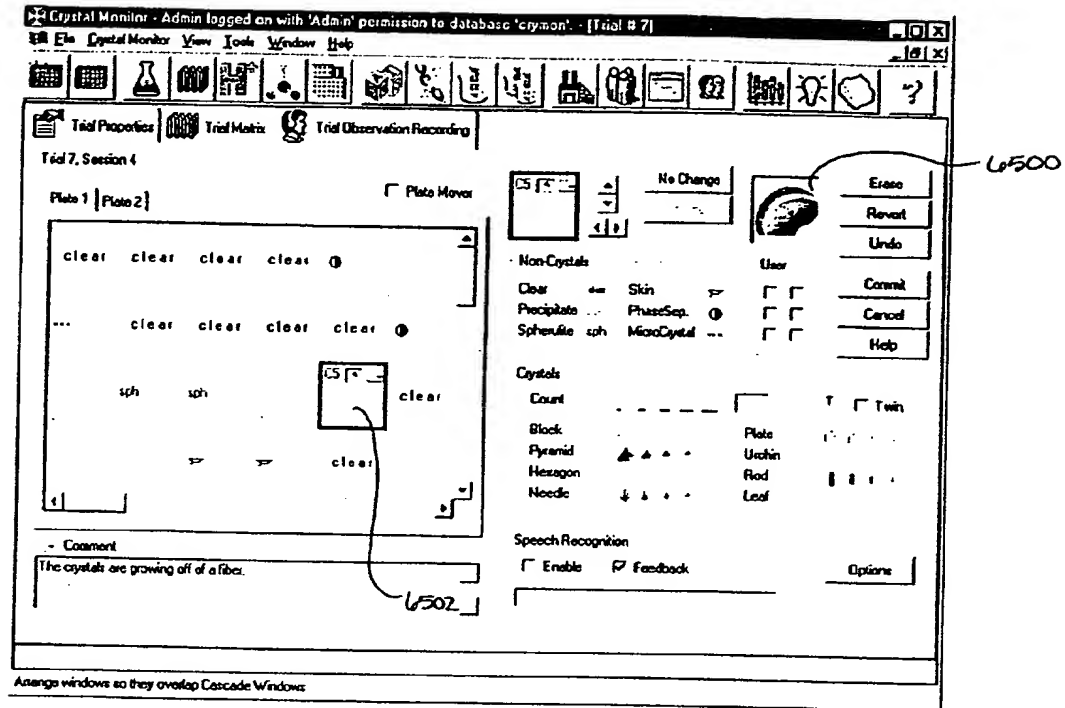 Crystal Monitor - Admin logged on with 'Admin' permission to database 'crymon'. - [Trial # 7]
File Crystal Monitor View Tools Window Help
Trial Properties Trial Matrix Trial Observation Recording
Trial 7, Session 4
Plate 1 Plate 2
Plate Mover
clear clear clear clear
--- clear clear clear clear
sph sph C5 clear
clear
Comment
The crystals are growing off of a fiber.
6502
C5
No Change
6500
Erase
Revert
Undo
Commit
Cancel
Help
Non-Crystals User
Clear Skin
Precipitate PhaseSep.
Spherulite sph MicroCrystal ---
Crystals
Count T Twin
Block Plate
Pyramid Urchin
Hexagon Rod
Needle Leaf
Speech Recognition
Enable Feedback Options
Arrange windows so they overlap Cascade Windows